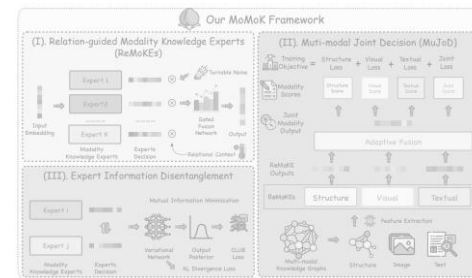 Our MoMoK Framework
(I). Relation-guided Modality Knowledge Experts
(ReMoKEs)
Expert 1
Expert K
Input
Embedding
Modality
Knowledge Experts
Experts
Decision
Gated
Fusion Network
Output
Relational Context
(II). Muti-modal Joint Decision (MuJoD)
Training
Objective
=
Structure
Loss
+
Visual
Loss
+
Textual
Loss
+
Joint
Loss
Modality
Scores
Structure
Score
Visual
Score
Textual
Score
Joint
Score
Joint
Modality
Output
Adaptive Fusion
ReMoKE
Outputs
ReMoKEs
Structure
Visual
Textual
Feature Extraction
Multi-modal
Knowledge Graphs
Structure
Image
Text
(III). Expert Information Disentanglement
Mutual Information Minimization
Expert i
Expert j
Modality
Knowledge Experts
Experts
Decision
Variational
Network
Output
Posterior
CLUB
Loss
KL Divergence Loss